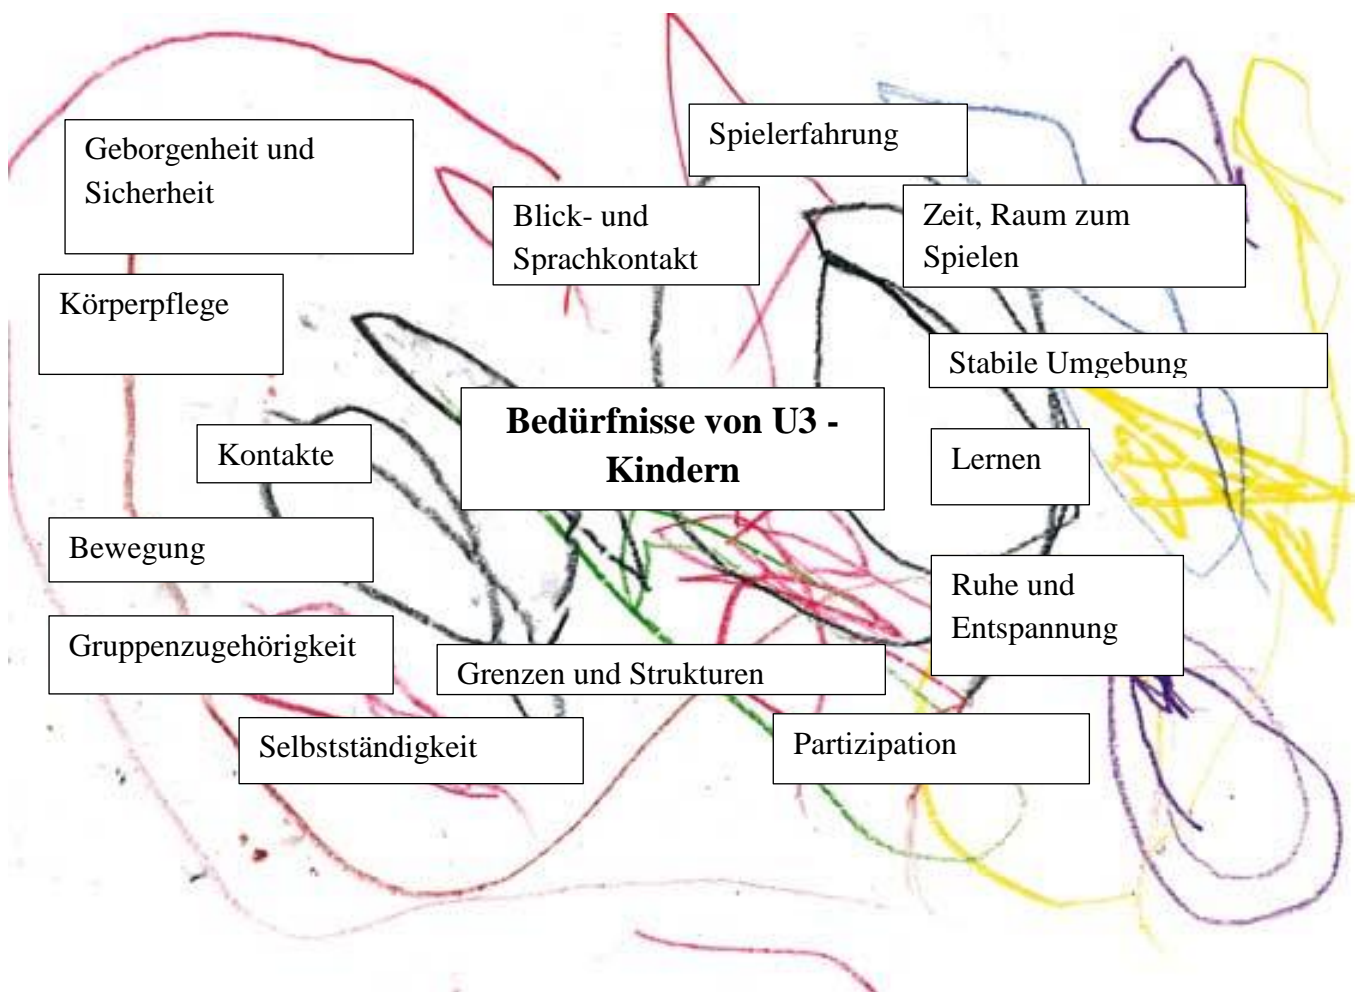 Spielerfahrung
Geborgenheit und
Sicherheit
Blick- und
Sprachkontakt
Zeit, Raum zum
Spielen
Körperpflege
Stabile Umgebung
Bedürfnisse von U3 -
Kindern
Kontakte
Lernen
Bewegung
Ruhe und
Entspannung
Gruppenzugehörigkeit
Grenzen und Strukturen
Selbstständigkeit
Partizipation